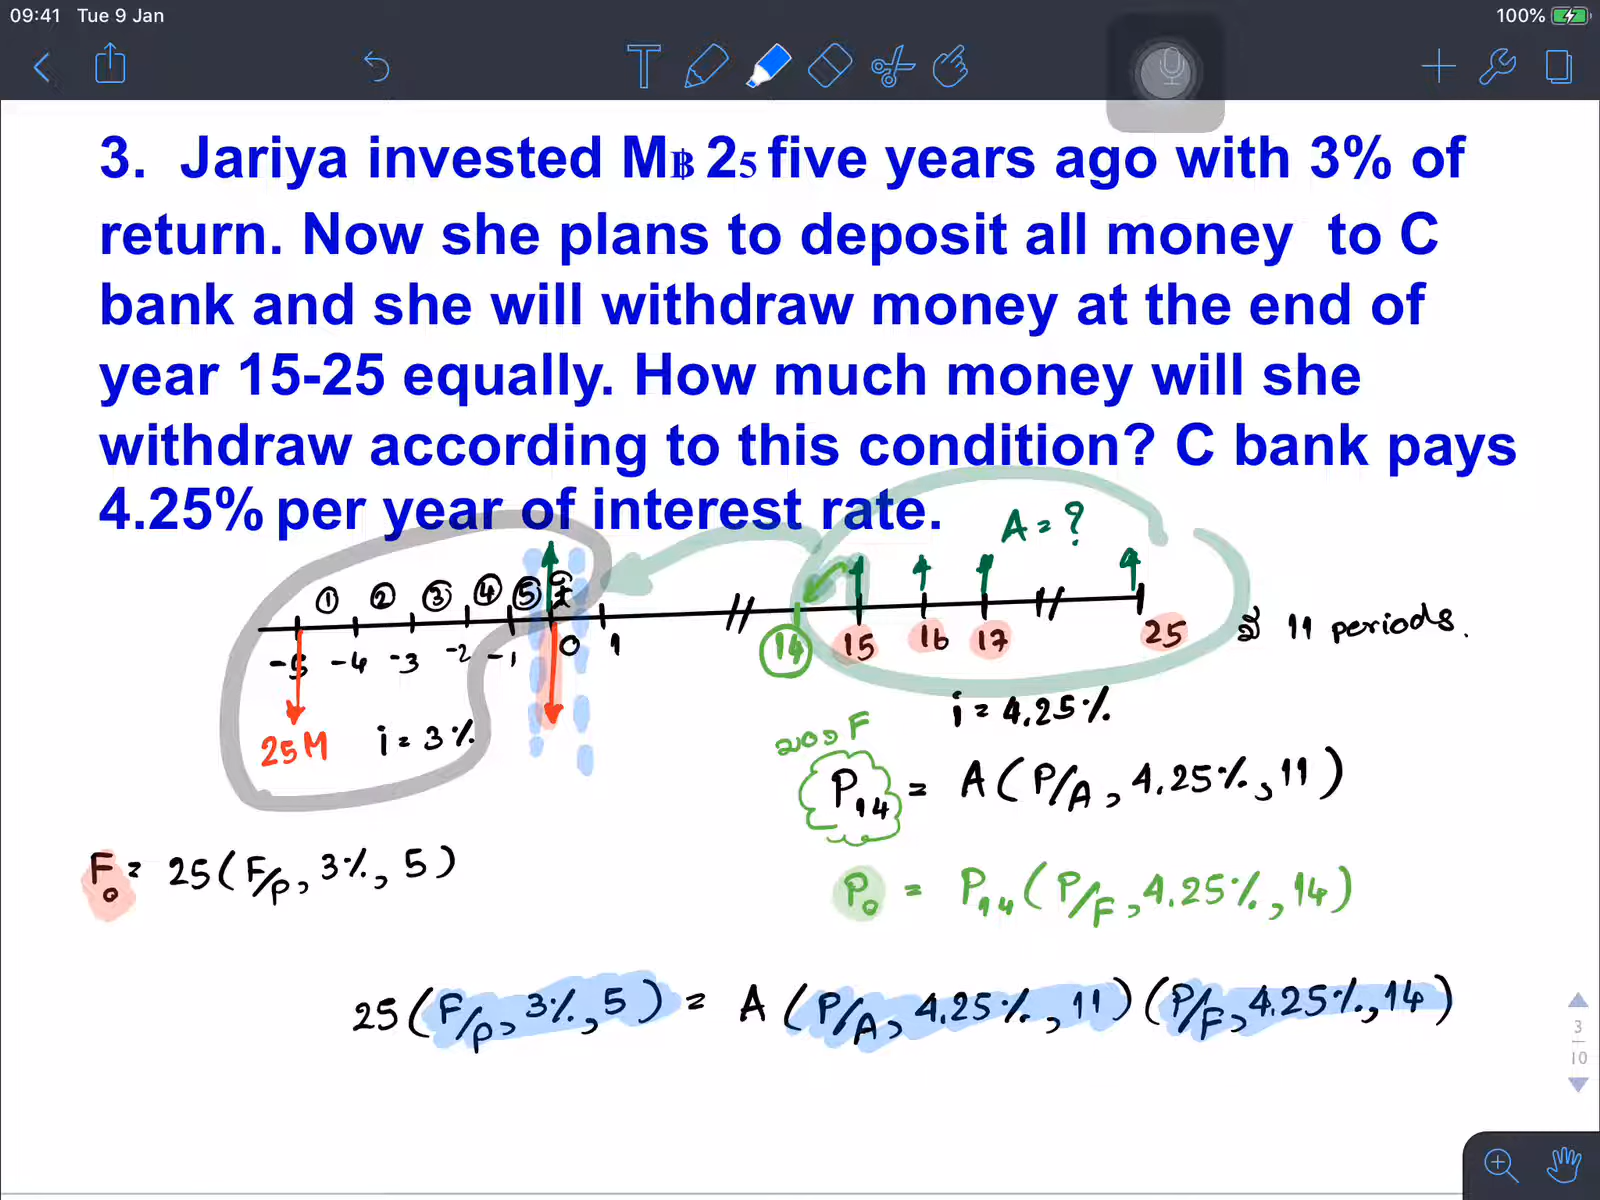 09:41 Tue 9 Jan
100%
T
3. Jariya invested M฿ 25 five years ago with 3% of
return. Now she plans to deposit all money to C
bank and she will withdraw money at the end of
year 15-25 equally. How much money will she
withdraw according to this condition? C bank pays
4.25% per year of interest rate.
A = ?
1 2 3 4 5
-5 -4 -3 -2 -1 0 1 14 15 16 17 25
มี 11 periods.
25M i = 3%
i = 4.25%
P14 = A(P/A, 4.25%, 11)
F0 = 25(F/P, 3%, 5)
P0 = P14(P/F, 4.25%, 14)
25(F/P, 3%, 5) = A(P/A, 4.25%, 11)(P/F, 4.25%, 14)
3
10